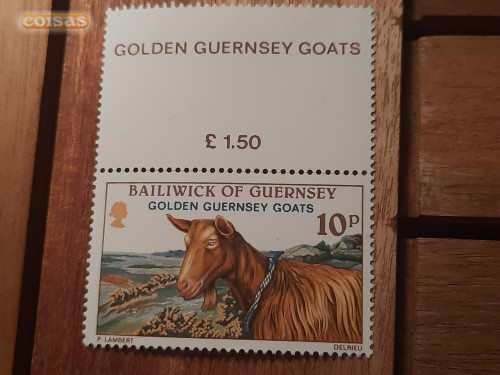 coisas
GOLDEN GUERNSEY GOATS
£ 1.50
BAILIWICK OF GUERNSEY
GOLDEN GUERNSEY GOATS
10p
P. LAMBERT
DELRIEU